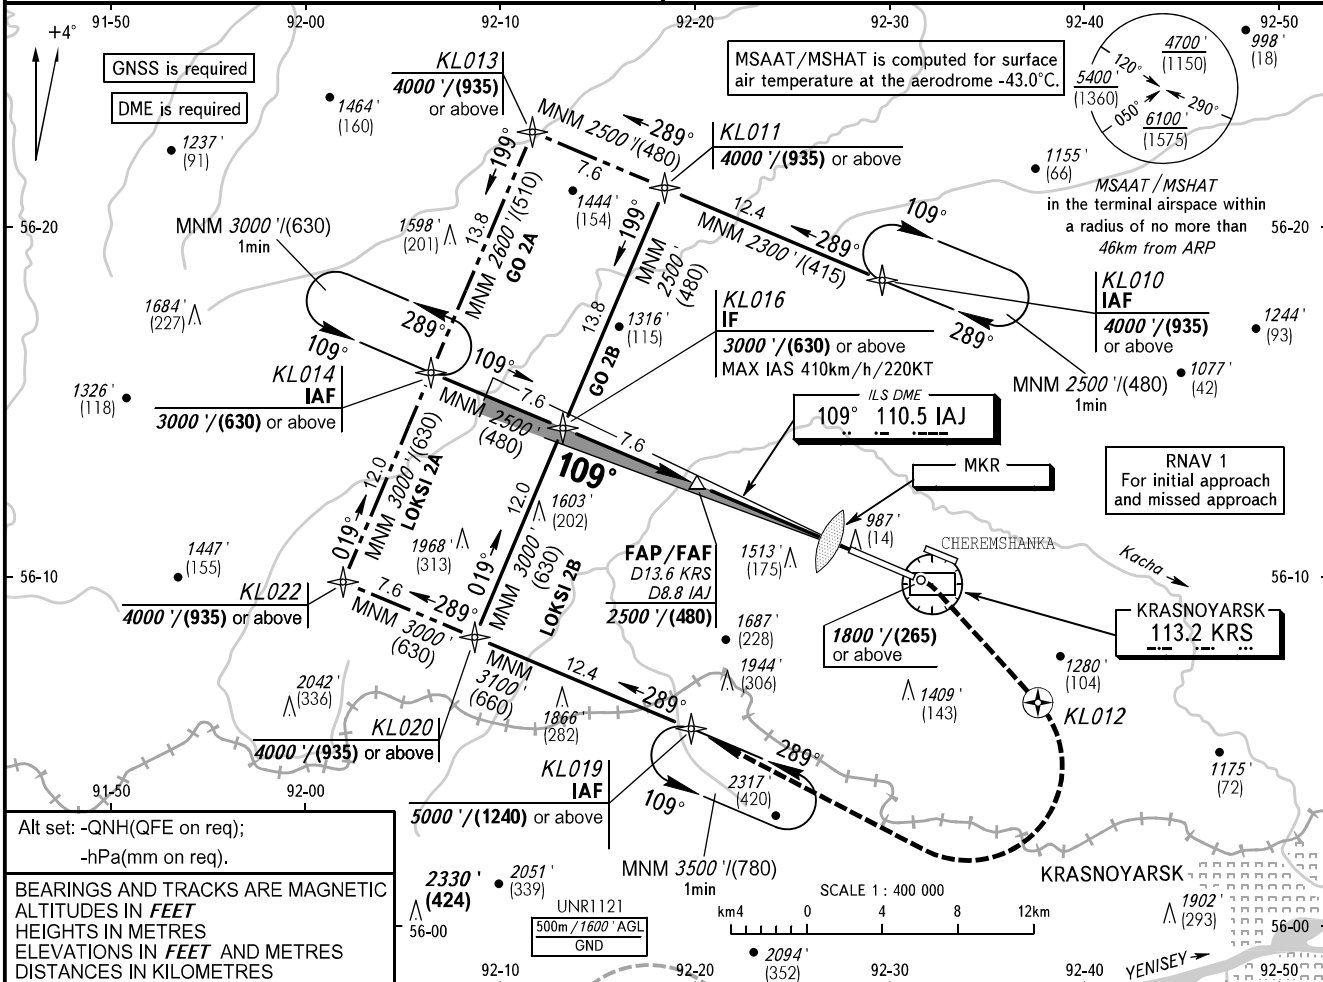 91-50
92-00
92-10
92-20
92-30
92-40
92-50
+4°
GNSS is required
DME is required
KL013
4000'/(935)
or above
MSAAT/MSHAT is computed for surface
air temperature at the aerodrome -43.0°C.
4700'
(1150)
5400'
(1360)
6100'
(1575)
120°
050°
290°
998'
(18)
1464'
(160)
1237'
(91)
MNM 2500'/(480)
289°
7.6
KL011
4000'/(935) or above
1155'
(66)
MSAAT/MSHAT
in the terminal airspace within
a radius of no more than
46km from ARP
199°
13.8
MNM 2600'/(510)
GO 2A
1444'
(154)
1598'
(201)
199°
MNM
2500'
(480)
13.8
GO 2B
12.4
MNM 2300'/(415)
289°
109°
289°
56-20
56-20
MNM 3000'/(630)
1min
1684'
(227)
289°
109°
KL016
IF
3000'/(630) or above
MAX IAS 410km/h/220KT
KL010
IAF
4000'/(935)
or above
1244'
(93)
1316'
(115)
1077'
(42)
MNM 2500'/(480)
1min
KL014
IAF
3000'/(630) or above
1326'
(118)
109°
7.6
MNM 2500'
(480)
7.6
109°
ILS DME
109° 110.5 IAJ
MKR
RNAV 1
For initial approach
and missed approach
12.0
019°
MNM 3000'/(630)
LOKSI 2A
12.0
019°
MNM 3000'
(630)
LOKSI 2B
1603'
(202)
1968'
(313)
987'
(14)
1513'
(175)
CHEREMSHANKA
Kacha
1447'
(155)
56-10
56-10
FAP/FAF
D13.6 KRS
D8.8 IAJ
2500'/(480)
KL022
4000'/(935) or above
7.6
289°
MNM 3000'
(630)
KRASNOYARSK
113.2 KRS
1687'
(228)
1800'/(265)
or above
1944'
(306)
1280'
(104)
1409'
(143)
KL012
2042'
(336)
MNM
3100'
(660)
12.4
289°
1866'
(282)
KL020
4000'/(935) or above
289°
109°
2317'
(420)
1175'
(72)
KL019
IAF
5000'/(1240) or above
91-50
92-00
Alt set: -QNH(QFE on req);
-hPa(mm on req).
MNM 3500'/(780)
1min
KRASNOYARSK
BEARINGS AND TRACKS ARE MAGNETIC
ALTITUDES IN FEET
HEIGHTS IN METRES
ELEVATIONS IN FEET AND METRES
DISTANCES IN KILOMETRES
2330'
(424)
2051'
(339)
UNR1121
500m/1600' AGL
GND
SCALE 1 : 400 000
km4 0 4 8 12km
1902'
(293)
56-00
56-00
2094'
(352)
YENISEY
92-10
92-20
92-30
92-40
92-50